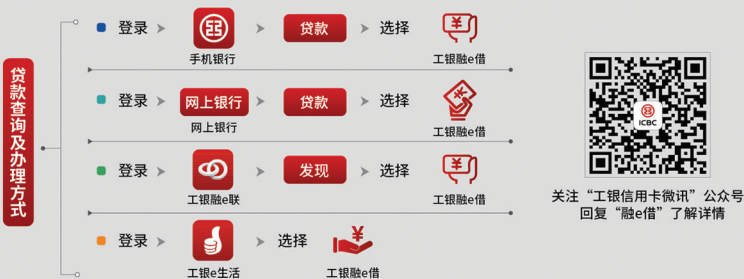 贷款查询及办理方式
登录 手机银行 贷款 选择 工银融e借
登录 网上银行 贷款 选择 工银融e借
网上银行
登录 工银融e联 发现 选择 工银融e借
登录 工银e生活 选择 工银融e借
ICBC
关注“工银信用卡微讯”公众号
回复“融e借”了解详情